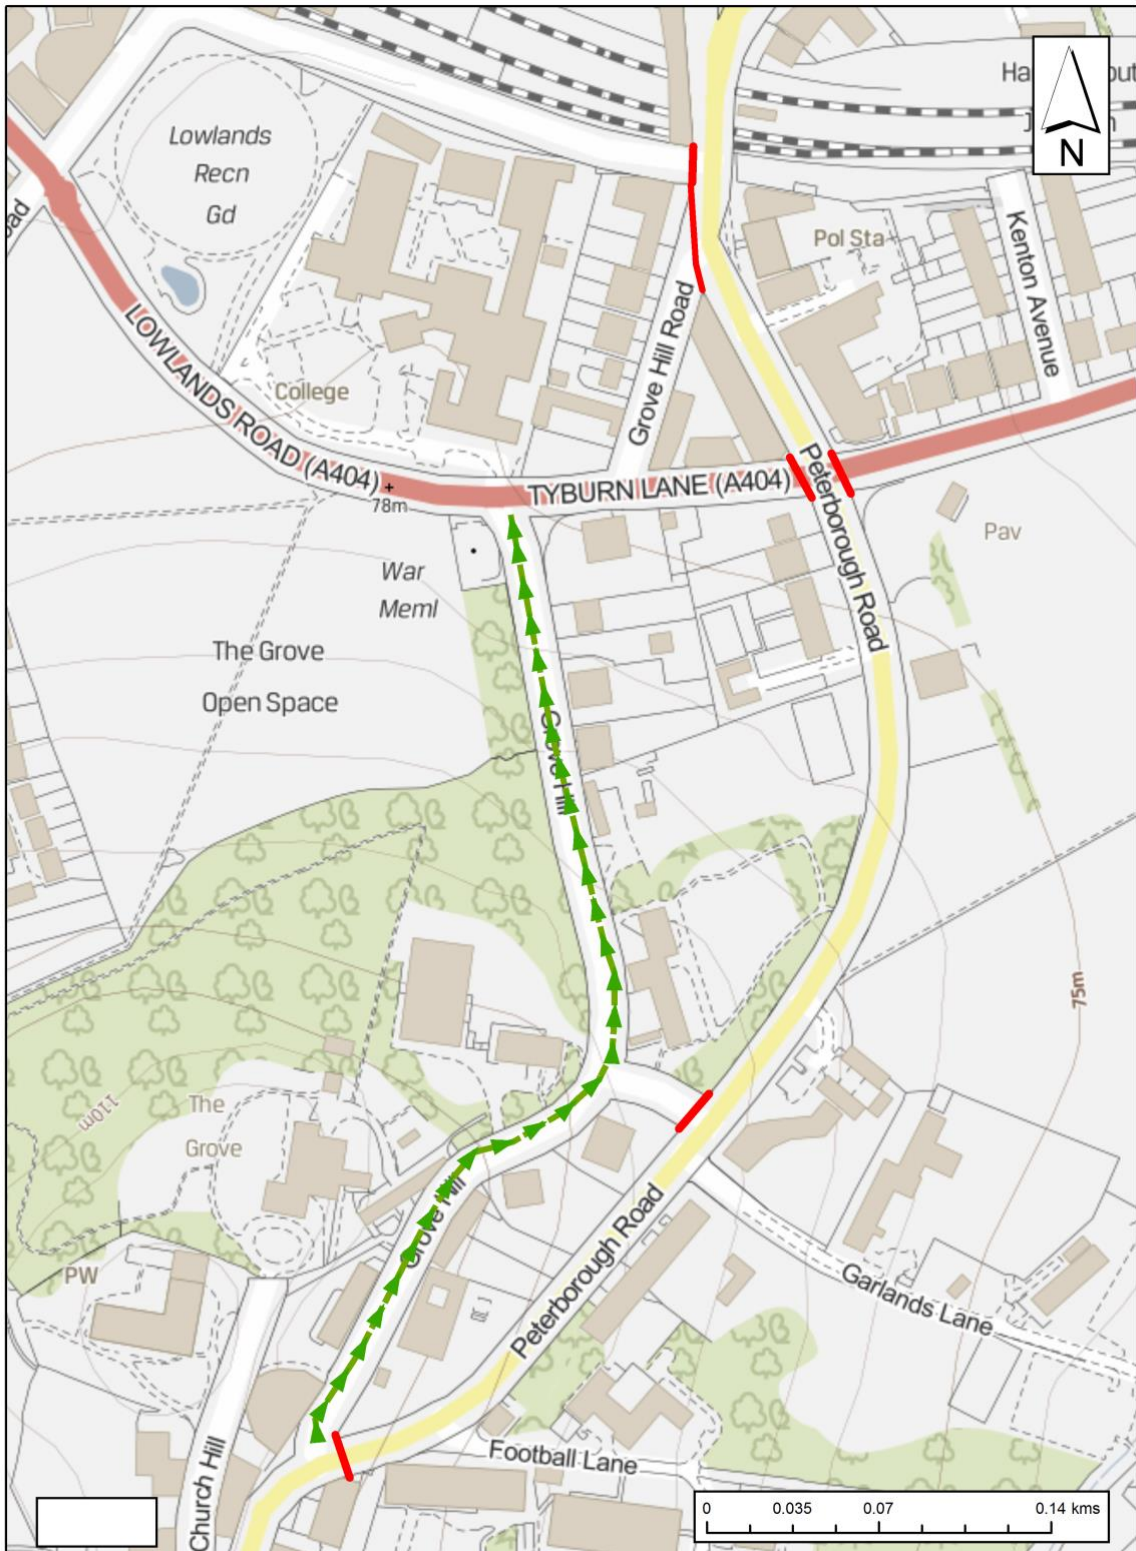 Lowlands
Recn
Gd
N
Pol Sta
Kenton Avenue
Grove Hill Road
LOWLANDS ROAD (A404)
College
78m
TYBURN LANE (A404)
Peterborough Road
Pav
War
Meml
The Grove
Open Space
Grove Hill
75m
110m
The
Grove
Grove Hill
PW
Peterborough Road
Garlands Lane
Football Lane
Church Hill
0 0.035 0.07 0.14 kms